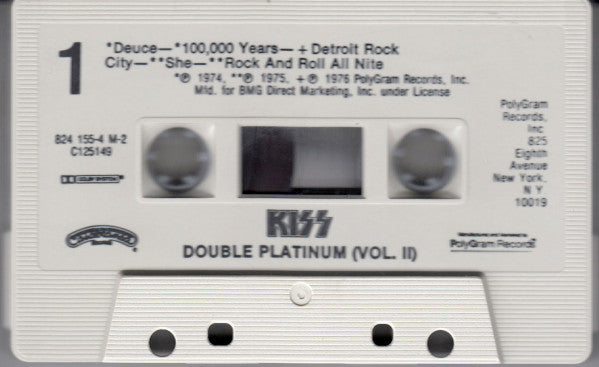 1
*Deuce—*100,000 Years—+Detroit Rock
City—**She—**Rock And Roll All Nite
*℗ 1974, **℗ 1975, +℗ 1976 PolyGram Records, Inc.
Mfd. for BMG Direct Marketing, Inc. under License
824 155-4 M-2
C125149
DOLBY SYSTEM
PolyGram
Records,
Inc
825
Eighth
Avenue
New York,
N Y
10019
KISS
DOUBLE PLATINUM (VOL. II)
PolyGram Records